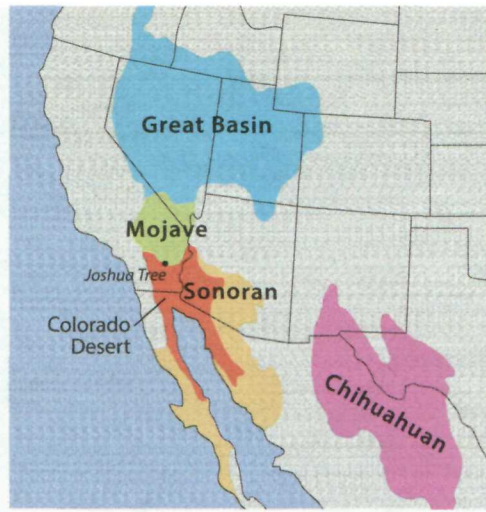 Great Basin
Mojave
Joshua Tree
Sonoran
Colorado
Desert
Chihuahuan